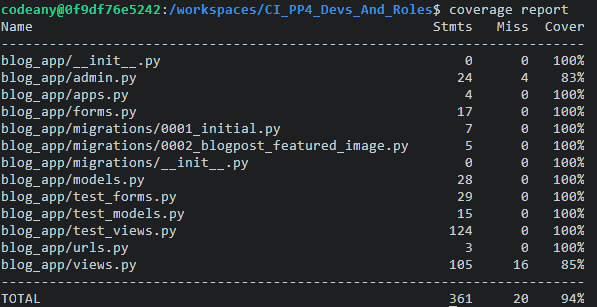 codeany@0f9df76e5242:/workspaces/CI_PP4_Devs_And_Roles$ coverage report
Name                                            Stmts   Miss  Cover
-------------------------------------------------------------------
blog_app/__init__.py                                0      0   100%
blog_app/admin.py                                  24      4    83%
blog_app/apps.py                                    4      0   100%
blog_app/forms.py                                  17      0   100%
blog_app/migrations/0001_initial.py                 7      0   100%
blog_app/migrations/0002_blogpost_featured_image.py      5      0   100%
blog_app/migrations/__init__.py                     0      0   100%
blog_app/models.py                                 28      0   100%
blog_app/test_forms.py                             29      0   100%
blog_app/test_models.py                            15      0   100%
blog_app/test_views.py                            124      0   100%
blog_app/urls.py                                    3      0   100%
blog_app/views.py                                 105     16    85%
-------------------------------------------------------------------
TOTAL                                             361     20    94%